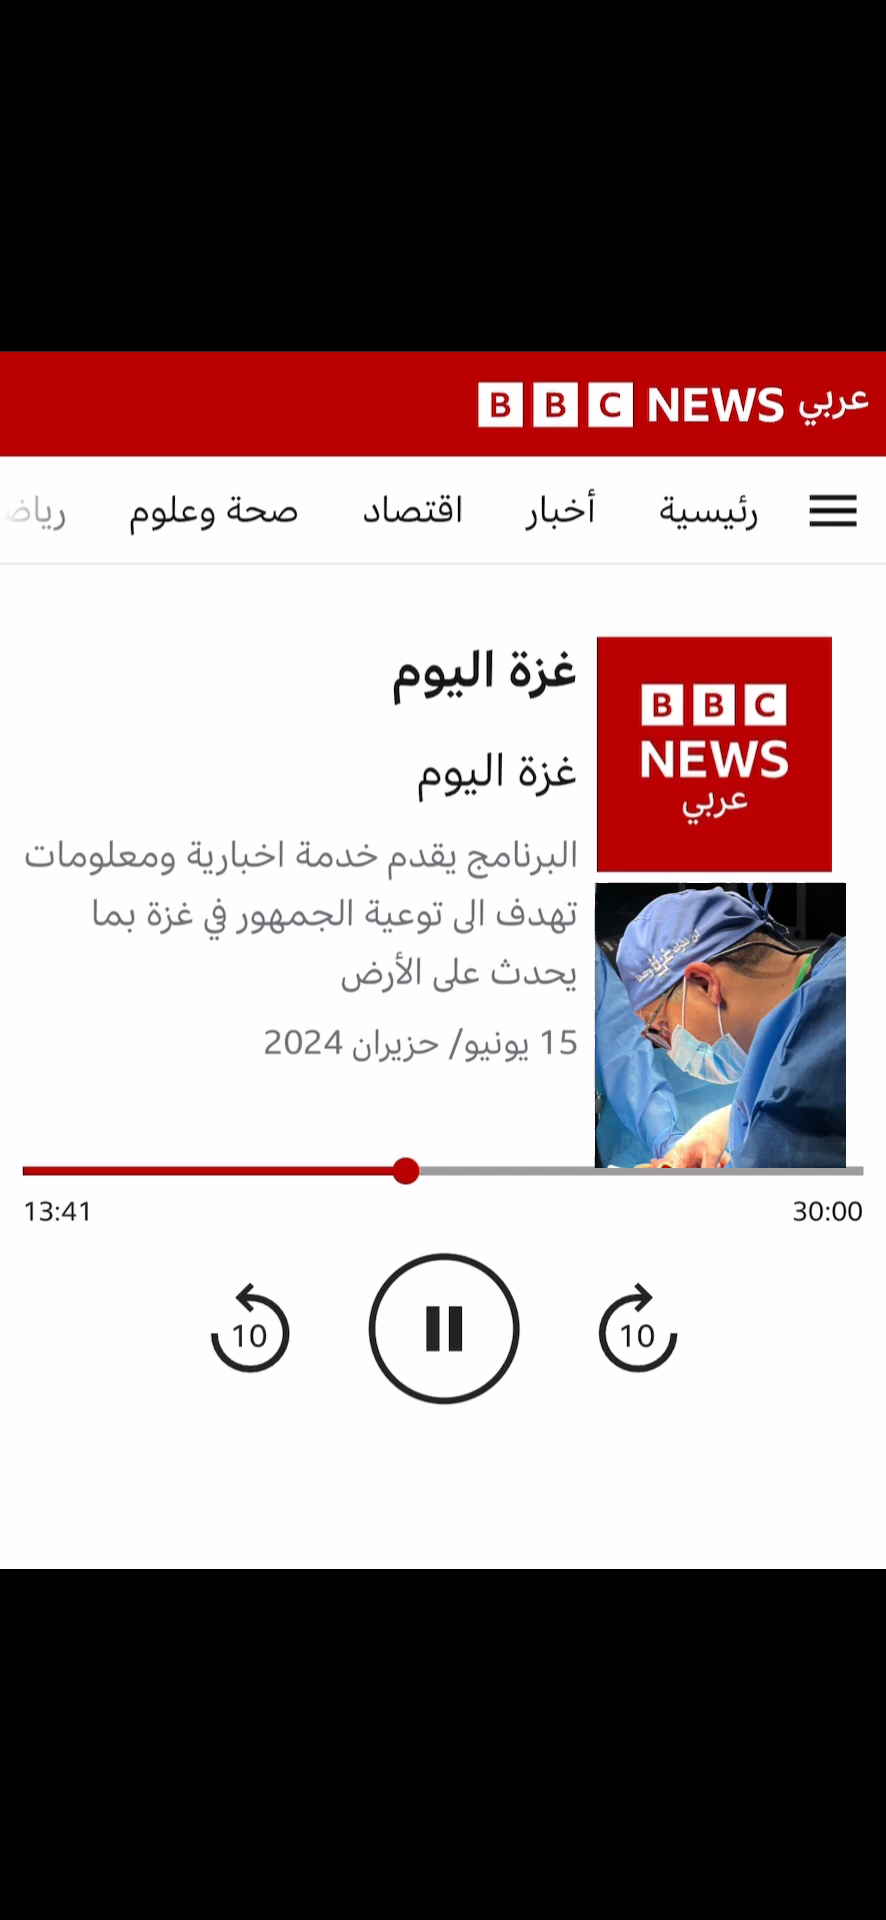 BBC NEWS عربي
رئيسية أخبار اقتصاد صحة وعلوم
BBC
NEWS
عربي
غزة اليوم
غزة اليوم
البرنامج يقدم خدمة اخبارية ومعلومات
تهدف الى توعية الجمهور في غزة بما
يحدث على الأرض
15 يونيو/ حزيران 2024
13:41 30:00
10 10